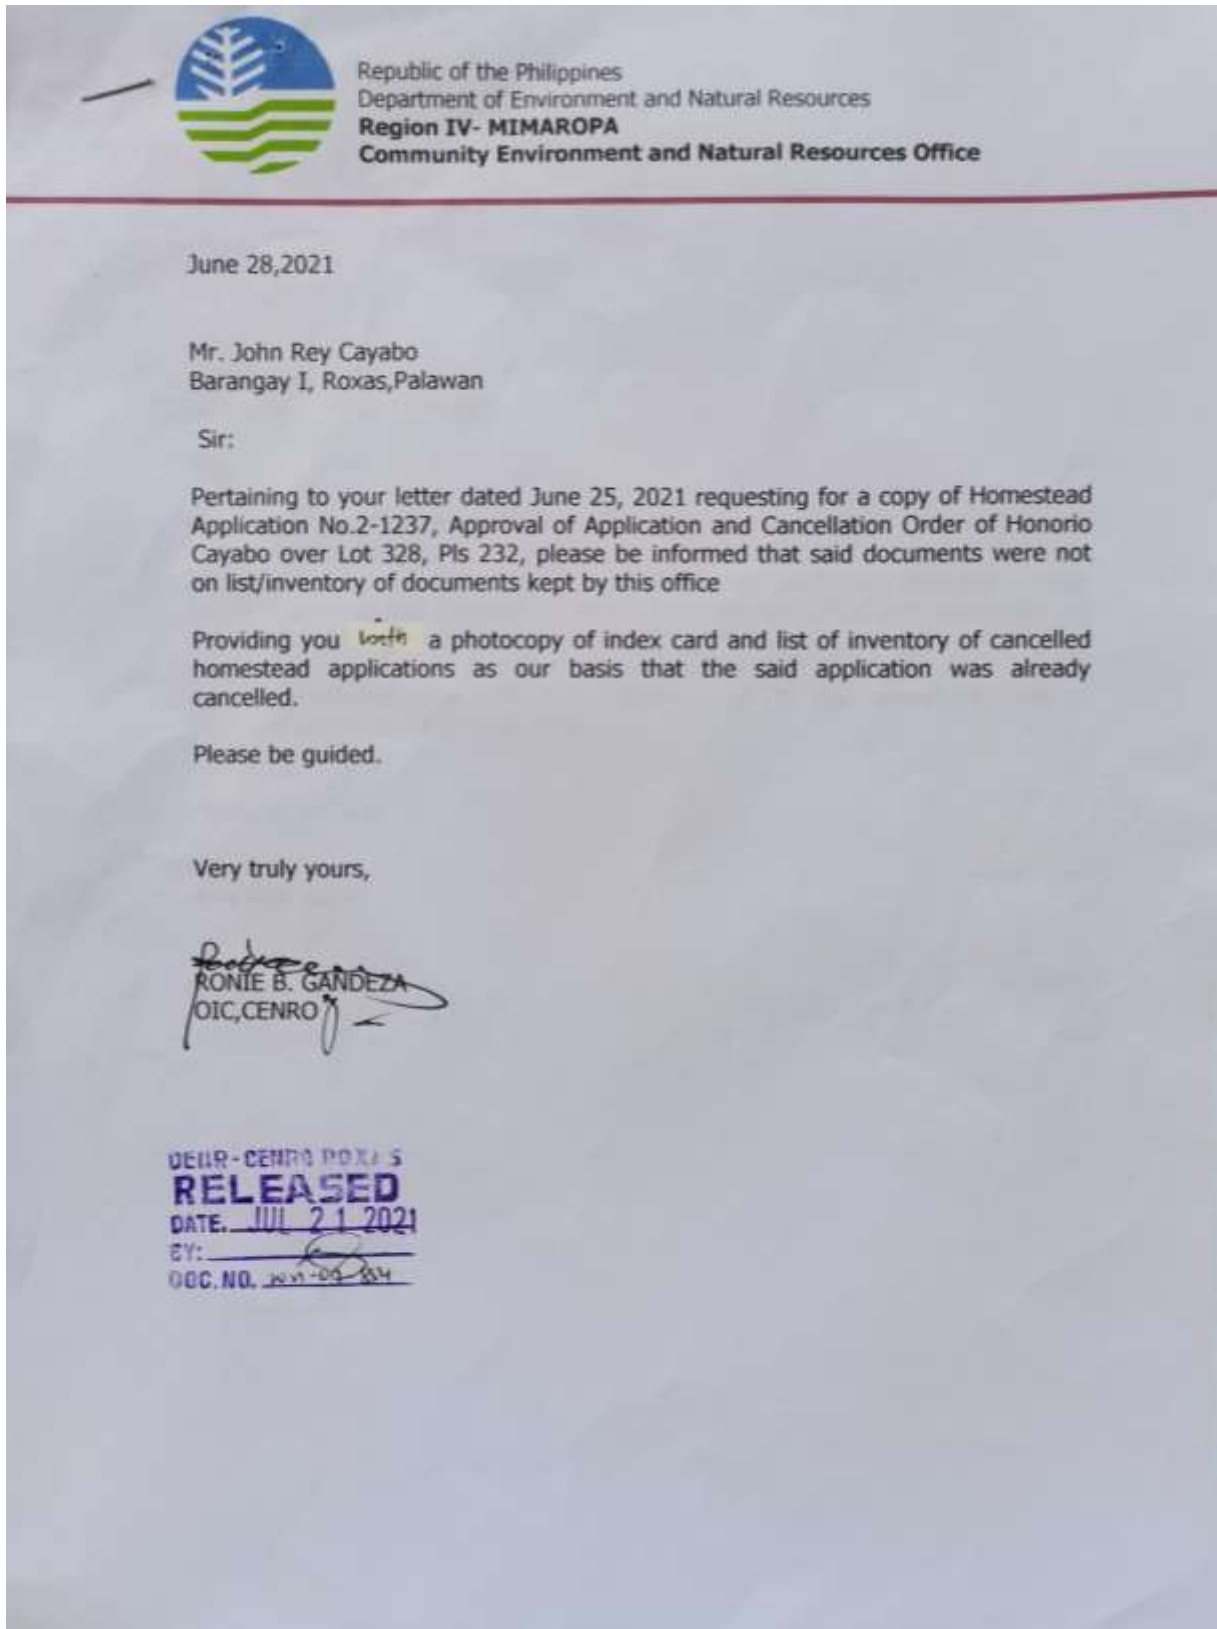 Republic of the Philippines
Department of Environment and Natural Resources
Region IV- MIMAROPA
Community Environment and Natural Resources Office
June 28,2021
Mr. John Rey Cayabo
Barangay I, Roxas,Palawan
Sir:
Pertaining to your letter dated June 25, 2021 requesting for a copy of Homestead
Application No.2-1237, Approval of Application and Cancellation Order of Honorio
Cayabo over Lot 328, Pls 232, please be informed that said documents were not
on list/inventory of documents kept by this office
Providing you with a photocopy of index card and list of inventory of cancelled
homestead applications as our basis that the said application was already
cancelled.
Please be guided.
Very truly yours,
RONIE B. GANDEZA
OIC,CENRO
DENR-CENRO ROXAS
RELEASED
DATE. JUL 21 2021
BY:
DOC.NO.